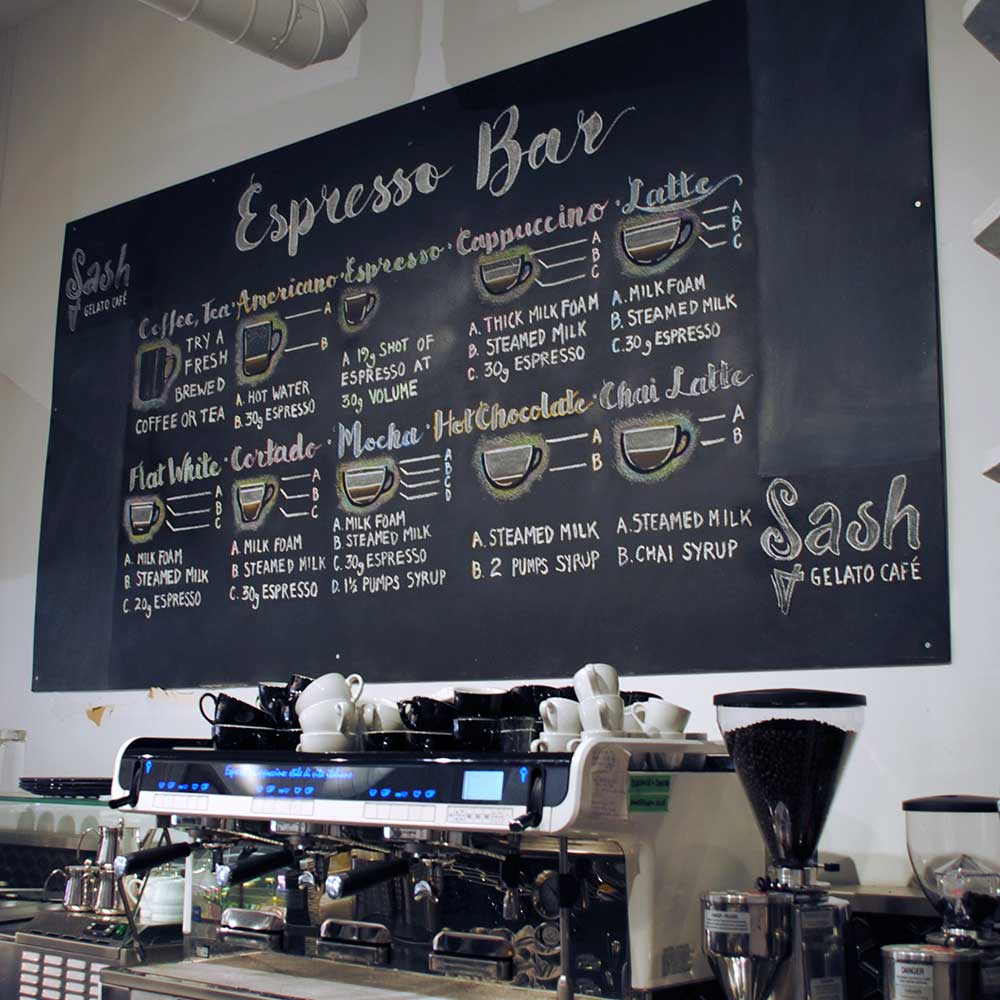 Espresso Bar
Sash
GELATO CAFÉ
Coffee, Tea
TRY A
FRESH
BREWED
COFFEE OR TEA
Americano
A
B
A. HOT WATER
B. 30g ESPRESSO
Espresso
A 19g SHOT OF
ESPRESSO AT
30g VOLUME
Cappuccino
A
B
C
A. THICK MILK FOAM
B. STEAMED MILK
C. 30g ESPRESSO
Latte
A
B
C
A. MILK FOAM
B. STEAMED MILK
C. 30g ESPRESSO
Flat White
A
B
C
A. MILK FOAM
B. STEAMED MILK
C. 20g ESPRESSO
Cortado
A
B
C
A. MILK FOAM
B. STEAMED MILK
C. 30g ESPRESSO
Mocha
A
B
C
D
A. MILK FOAM
B. STEAMED MILK
C. 30g ESPRESSO
D. 1½ PUMPS SYRUP
Hot Chocolate
A
B
A. STEAMED MILK
B. 2 PUMPS SYRUP
Chai Latte
A
B
A. STEAMED MILK
B. CHAI SYRUP
Sash
GELATO CAFÉ
DANGER